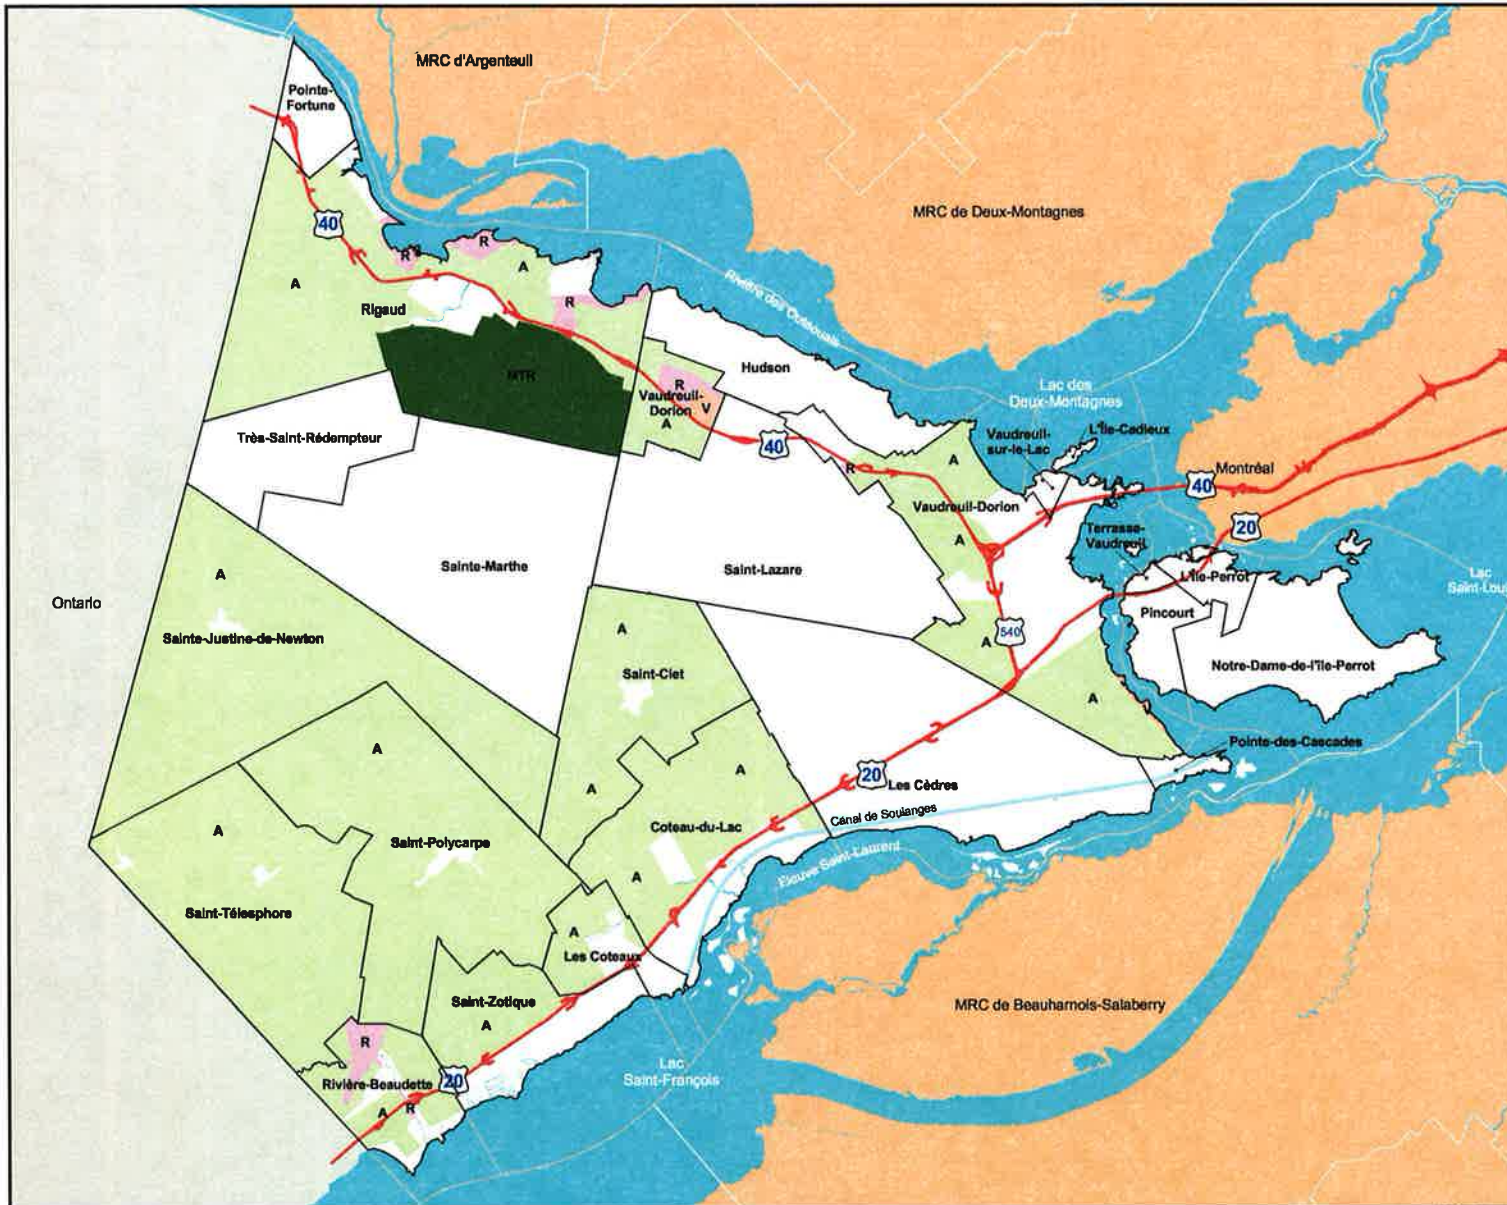 MRC d'Argenteuil
Pointe-
Fortune
MRC de Deux-Montagnes
40
R
R
A
A
Rivière des Outaouais
Rigaud
R
Hudson
MTR
R
Vaudreuil-
Dorion
V
A
Lac des
Deux-Montagnes
L'Île-Cadieux
Vaudreuil-
sur-le-Lac
Très-Saint-Rédempteur
40
A
R
Montréal
40
Vaudreuil-Dorion
20
Terrasse-
Vaudreuil
A
Sainte-Marthe
Saint-Lazare
L'Île-Perrot
Lac
Saint-Loui
A
Ontario
Pincourt
A
540
Sainte-Justine-de-Newton
A
Notre-Dame-de-l'Île-Perrot
Saint-Clet
A
Pointe-des-Cascades
A
A
20
Les Cèdres
A
Canal de Soulanges
A
Coteau-du-Lac
Saint-Polycarpe
Fleuve Saint-Laurent
A
Saint-Télesphore
A
Les Coteaux
Saint-Zotique
MRC de Beauharnois-Salaberry
A
R
Lac
Saint-François
Rivière-Beaudette
20
A
R